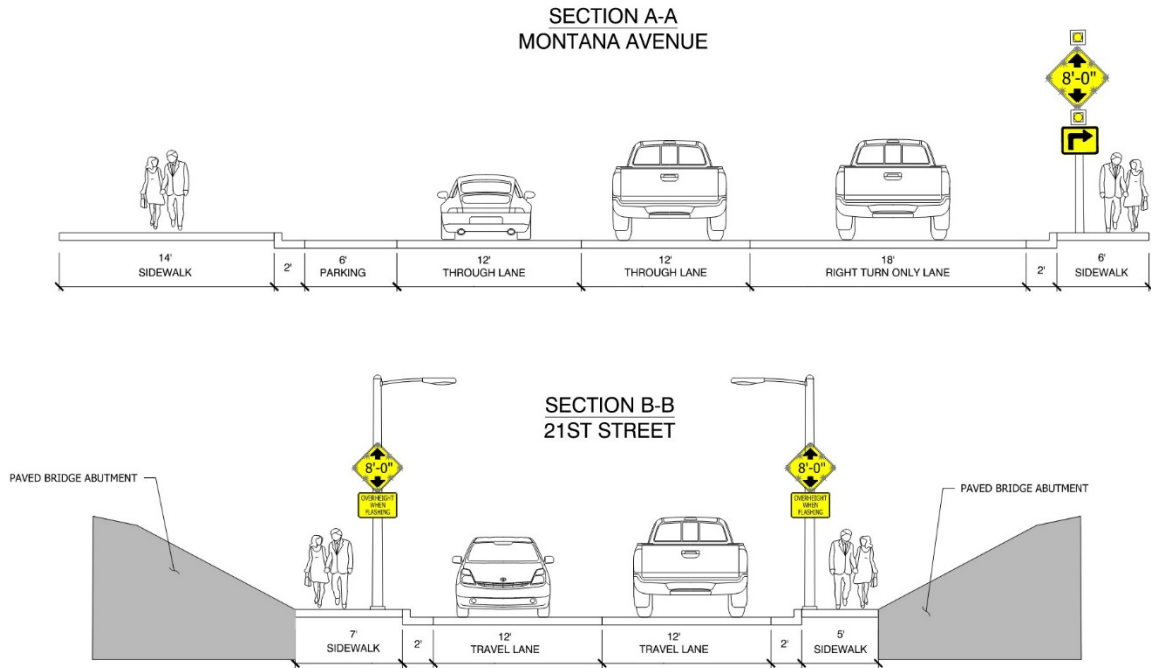 SECTION A-A
MONTANA AVENUE
8'-0"
14'
SIDEWALK
2'
6'
PARKING
12'
THROUGH LANE
12'
THROUGH LANE
18'
RIGHT TURN ONLY LANE
2'
6'
SIDEWALK
SECTION B-B
21ST STREET
PAVED BRIDGE ABUTMENT
8'-0"
OVERHEIGHT
WHEN
FLASHING
8'-0"
OVERHEIGHT
WHEN
FLASHING
PAVED BRIDGE ABUTMENT
7'
SIDEWALK
2'
12'
TRAVEL LANE
12'
TRAVEL LANE
2'
5'
SIDEWALK